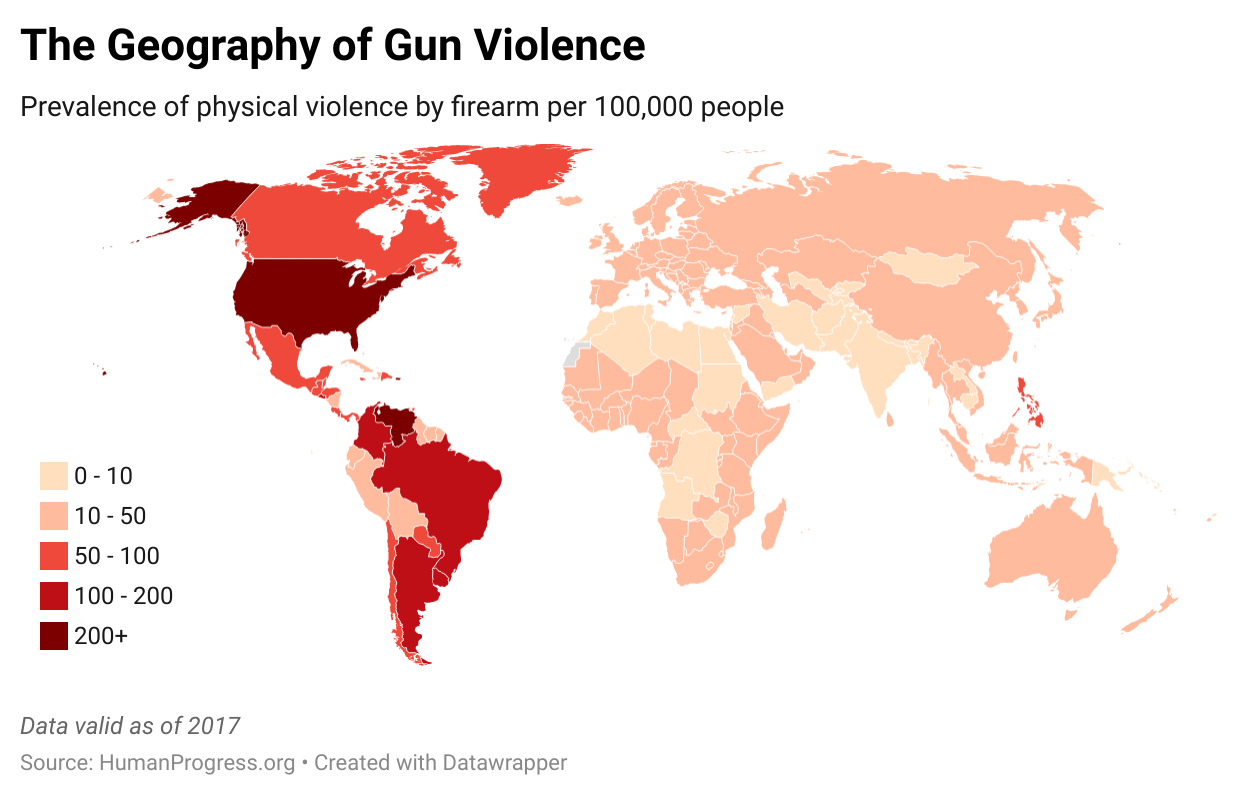 The Geography of Gun Violence
Prevalence of physical violence by firearm per 100,000 people
0 - 10
10 - 50
50 - 100
100 - 200
200+
Data valid as of 2017
Source: HumanProgress.org • Created with Datawrapper